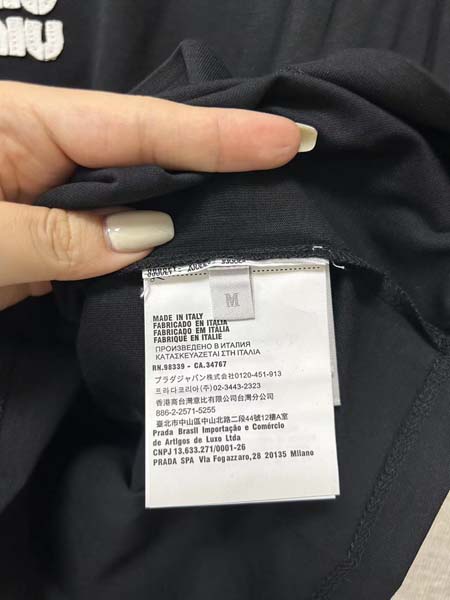 MIU
M
MADE IN ITALY
FABRICADO EN ITALIA
FABRICADO EM ITÁLIA
FABRIQUÉ EN ITALIE
ПРОИЗВЕДЕНО В ИТАЛИЯ
ΚΑΤΑΣΚΕΥΑΖΕΤΑΙ ΣΤΗ ΙΤΑΛΙΑ
RN.98339 - CA.34767
プラダジャパン株式会社0120-451-913
프라다코리아(주) ☎02-3443-2323
香港高台灣意比有限公司台灣分公司
886-2-2571-5255
臺北市中山區中山北路二段44號12樓A室
Prada Brasil Importação e Comércio
de Artigos de Luxo Ltda
CNPJ 13.633.271/0001-26
PRADA SPA Via Fogazzaro,28 20135 Milano